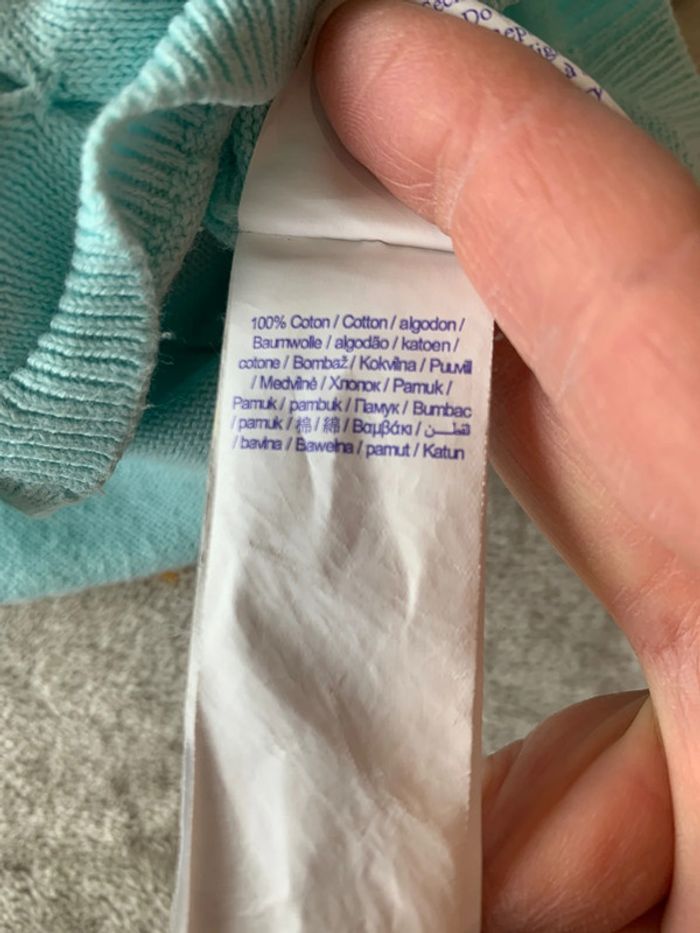 100% Coton / Cotton / algodon /
Baumwolle / algodão / katoen /
cotone / Bombaž / Kokvilna / Puuvill
/ Medvilnė / Хлопок / Pamuk /
Pamuk / pambuk / Памук / Bumbac
/ pamuk / 棉 / 綿 / Βαμβάκι / قطن
/ bavlna / Bawełna / pamut / Katun